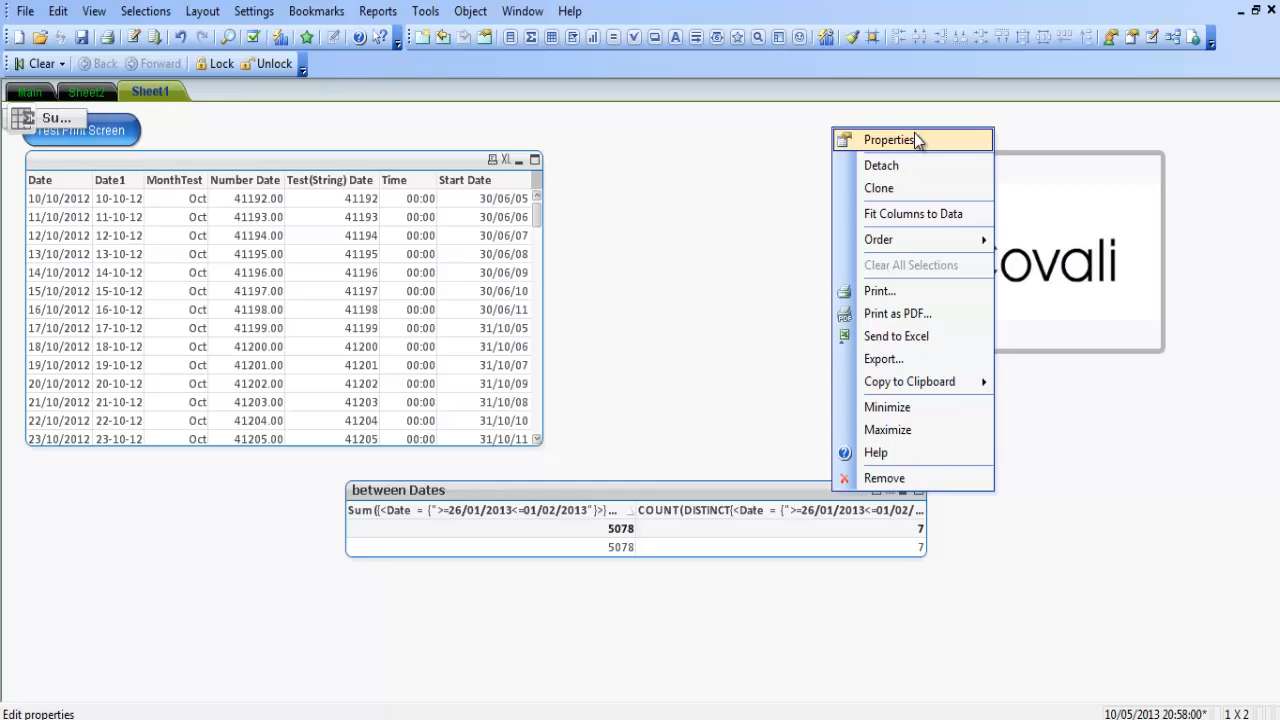 File Edit View Selections Layout Settings Bookmarks Reports Tools Object Window Help
Clear Back Forward Lock Unlock
Main Sheet2 Sheet1
Su...
Test Print Screen
XL
Date Date1 MonthTest Number Date Test(String) Date Time Start Date
10/10/2012 10-10-12 Oct 41192.00 41192 00:00 30/06/05
11/10/2012 11-10-12 Oct 41193.00 41193 00:00 30/06/06
12/10/2012 12-10-12 Oct 41194.00 41194 00:00 30/06/07
13/10/2012 13-10-12 Oct 41195.00 41195 00:00 30/06/08
14/10/2012 14-10-12 Oct 41196.00 41196 00:00 30/06/09
15/10/2012 15-10-12 Oct 41197.00 41197 00:00 30/06/10
16/10/2012 16-10-12 Oct 41198.00 41198 00:00 30/06/11
17/10/2012 17-10-12 Oct 41199.00 41199 00:00 31/10/05
18/10/2012 18-10-12 Oct 41200.00 41200 00:00 31/10/06
19/10/2012 19-10-12 Oct 41201.00 41201 00:00 31/10/07
20/10/2012 20-10-12 Oct 41202.00 41202 00:00 31/10/09
21/10/2012 21-10-12 Oct 41203.00 41203 00:00 31/10/08
22/10/2012 22-10-12 Oct 41204.00 41204 00:00 31/10/10
23/10/2012 23-10-12 Oct 41205.00 41205 00:00 31/10/11
Properties
Detach
Clone
Fit Columns to Data
Order
Clear All Selections
Print...
Print as PDF...
Send to Excel
Export...
Copy to Clipboard
Minimize
Maximize
Help
Remove
ovali
between Dates
Sum({<Date = {">=26/01/2013<=01/02/2013"}>}... COUNT(DISTINCT{<Date = {">=26/01/2013<=01/02/...
5078 7
5078 7
Edit properties 10/05/2013 20:58:00* 1 X 2